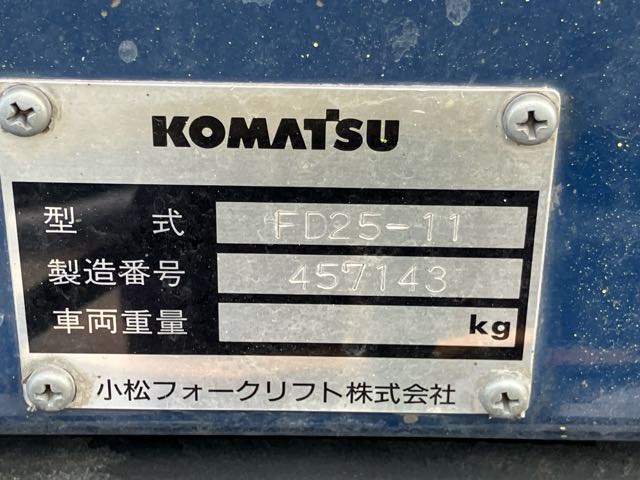 KOMATSU
型式 FD25-11
製造番号 457143
車両重量 kg
小松フォークリフト株式会社